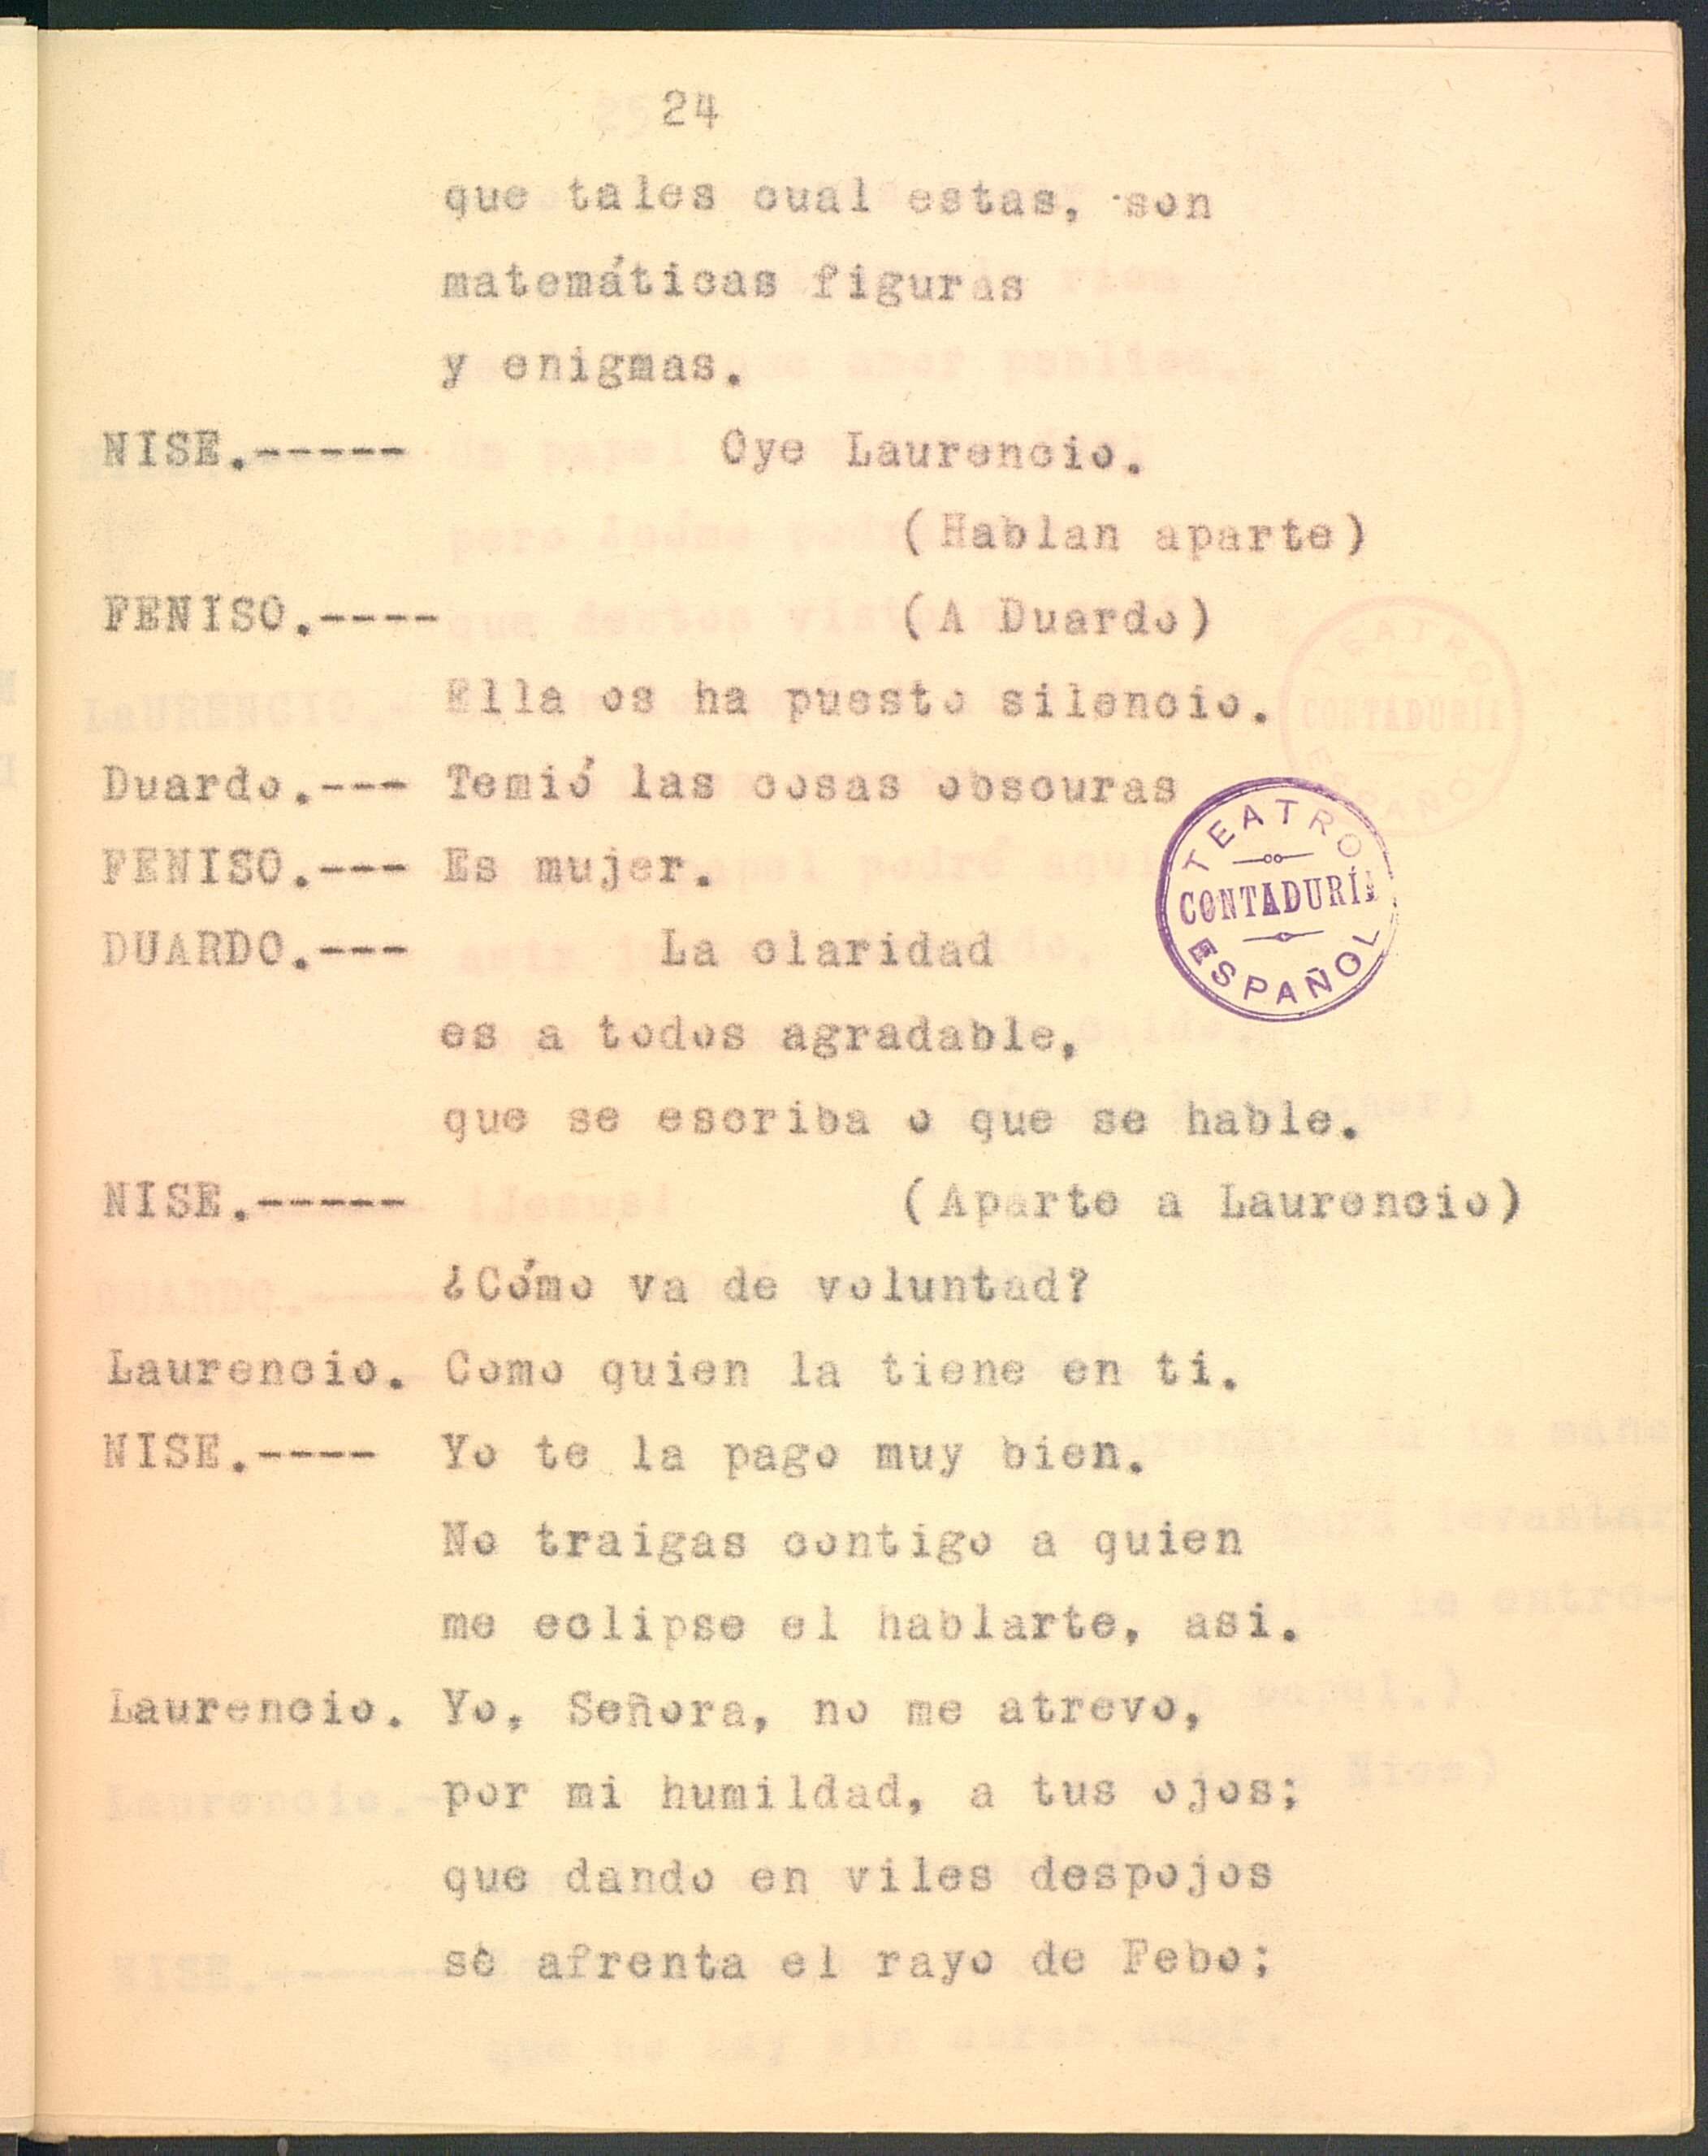 24
que tales cual estas, son
matemáticas figuras
y enigmas.
NISE.----- Oye Laurencio.
(Hablan aparte)
FENISO.---- (A Duardo)
Ella os ha puesto silencio.
Duardo.--- Temió las cosas obscuras
FENISO.--- Es mujer.
DUARDO.--- La claridad
es a todos agradable,
que se escriba o que se hable.
NISE.----- (Aparte a Laurencio)
¿Cómo va de voluntad?
Laurencio. Como quien la tiene en ti.
NISE.---- Yo te la pago muy bien.
No traigas contigo a quien
me eclipse el hablarte, asi.
Laurencio. Yo, Señora, no me atrevo,
por mi humildad, a tus ojos;
que dando en viles despojos
se afrenta el rayo de Febo;
TEATRO
CONTADURÍA
ESPAÑOL